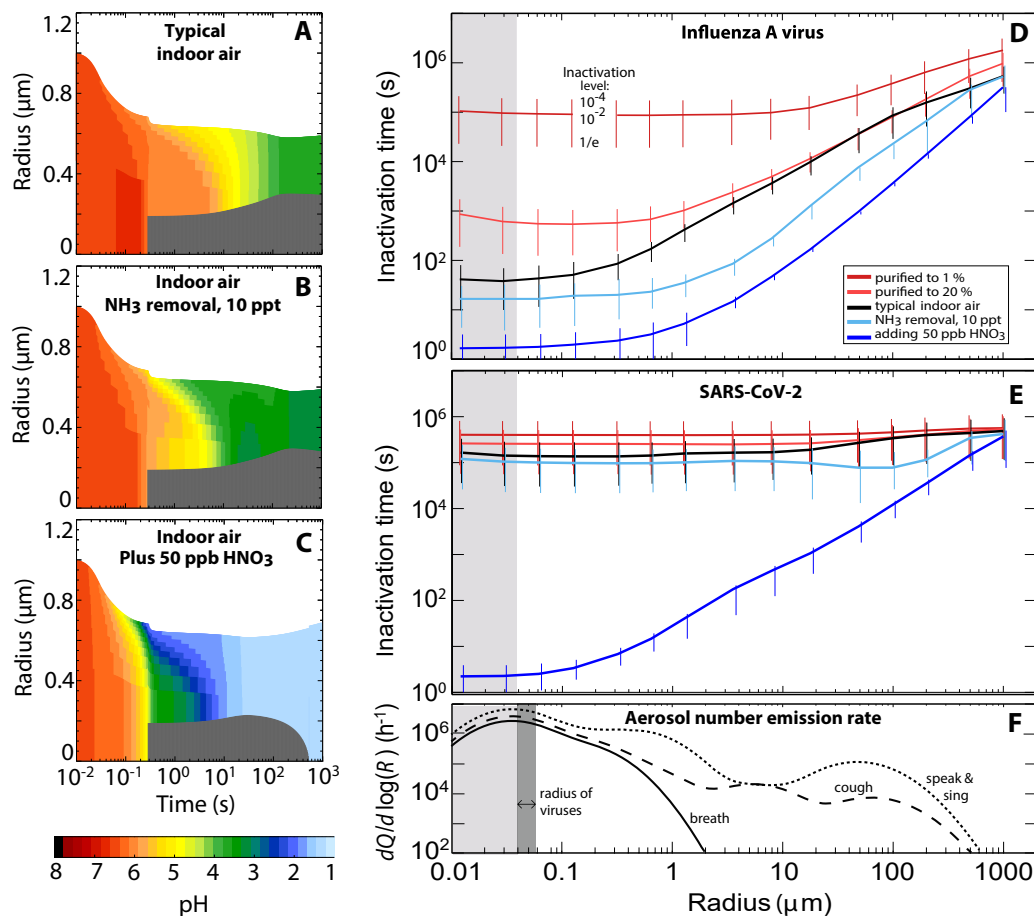 Typical
indoor air
A
Radius (µm)
1.2
0.8
0.4
0
Indoor air
NH3 removal, 10 ppt
B
Radius (µm)
1.2
0.8
0.4
0
Indoor air
Plus 50 ppb HNO3
C
Radius (µm)
1.2
0.8
0.4
0
10-2 10-1 100 101 102 103
Time (s)
8 7 6 5 4 3 2 1
pH
Influenza A virus
D
Inactivation time (s)
106
104
102
100
Inactivation
level:
10-4
10-2
1/e
purified to 1 %
purified to 20 %
typical indoor air
NH3 removal, 10 ppt
adding 50 ppb HNO3
SARS-CoV-2
E
Inactivation time (s)
106
104
102
100
Aerosol number emission rate
F
dQ/d log(R) (h-1)
106
104
102
radius of
viruses
breath
cough
speak &
sing
0.01 0.1 1 10 100 1000
Radius (µm)